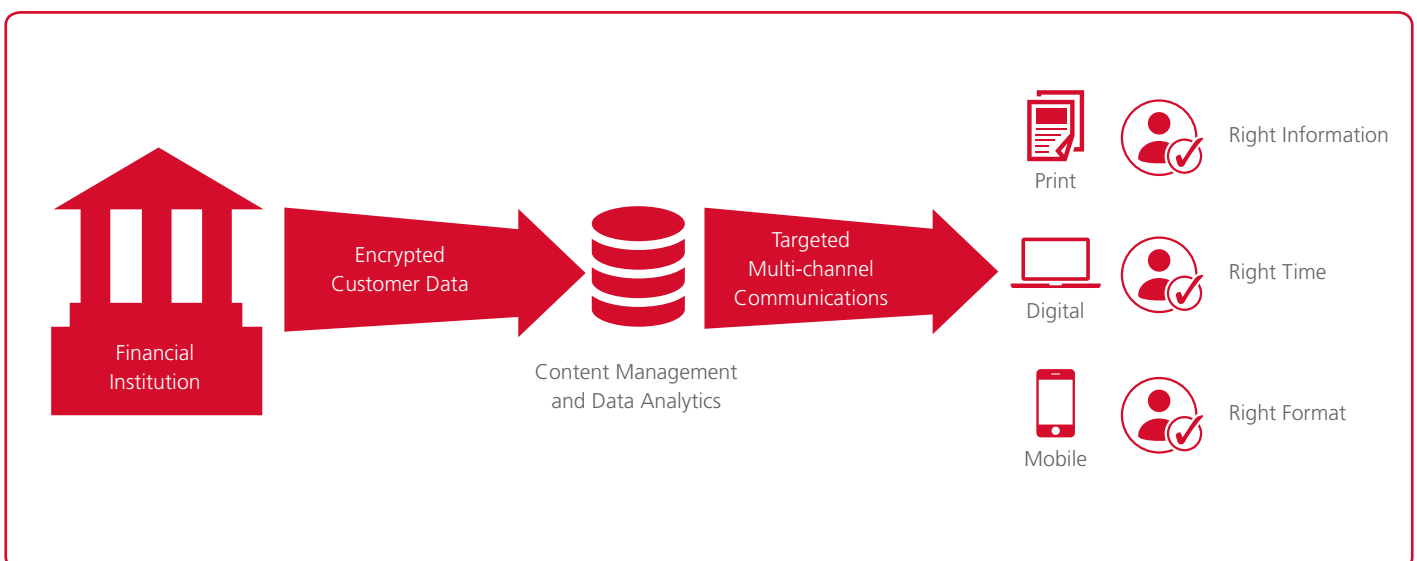 Financial
Institution
Encrypted
Customer Data
Content Management
and Data Analytics
Targeted
Multi-channel
Communications
Print
Right Information
Digital
Right Time
Mobile
Right Format